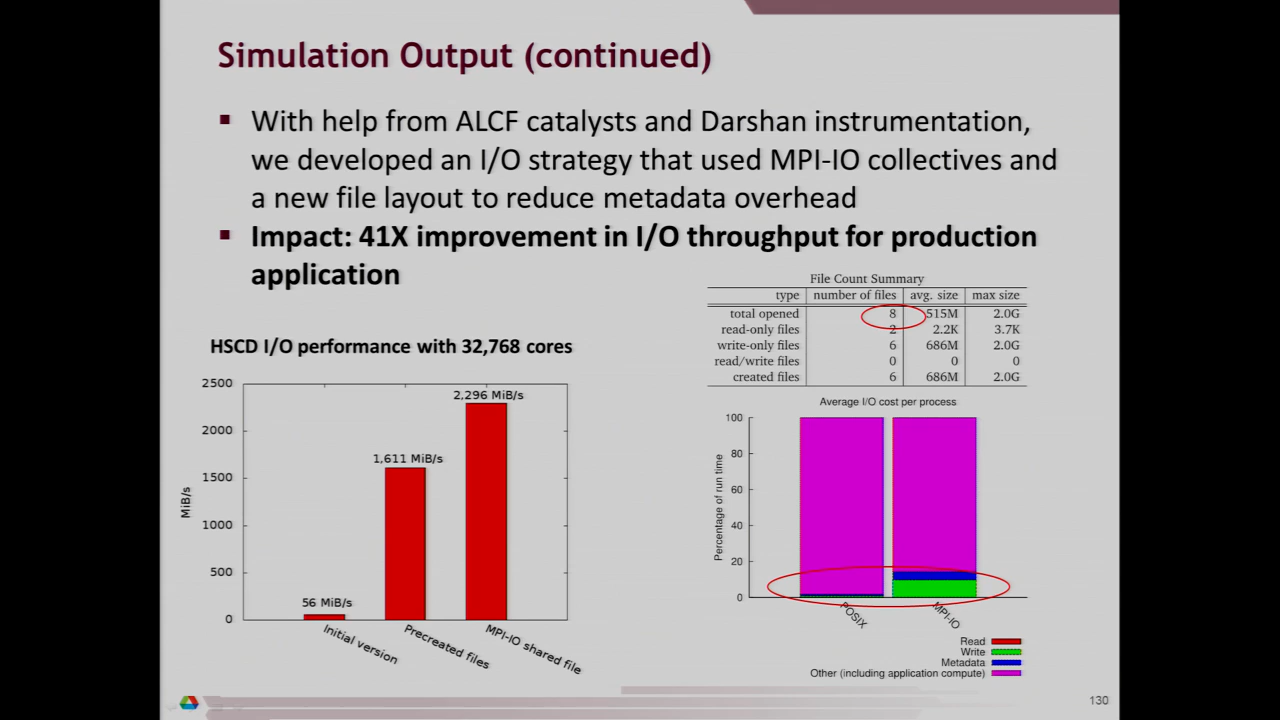 Simulation Output (continued)
With help from ALCF catalysts and Darshan instrumentation,
we developed an I/O strategy that used MPI-IO collectives and
a new file layout to reduce metadata overhead
Impact: 41X improvement in I/O throughput for production
application
HSCD I/O performance with 32,768 cores
2500
2000
1500
1000
500
0
MiB/s
56 MiB/s
1,611 MiB/s
2,296 MiB/s
Initial version
Precreated files
MPI-IO shared file
File Count Summary
type number of files avg. size max size
total opened 8 515M 2.0G
read-only files 2 2.2K 3.7K
write-only files 6 686M 2.0G
read/write files 0 0 0
created files 6 686M 2.0G
Average I/O cost per process
100
80
60
40
20
0
Percentage of run time
POSIX
MPI-IO
Read
Write
Metadata
Other (including application compute)
130